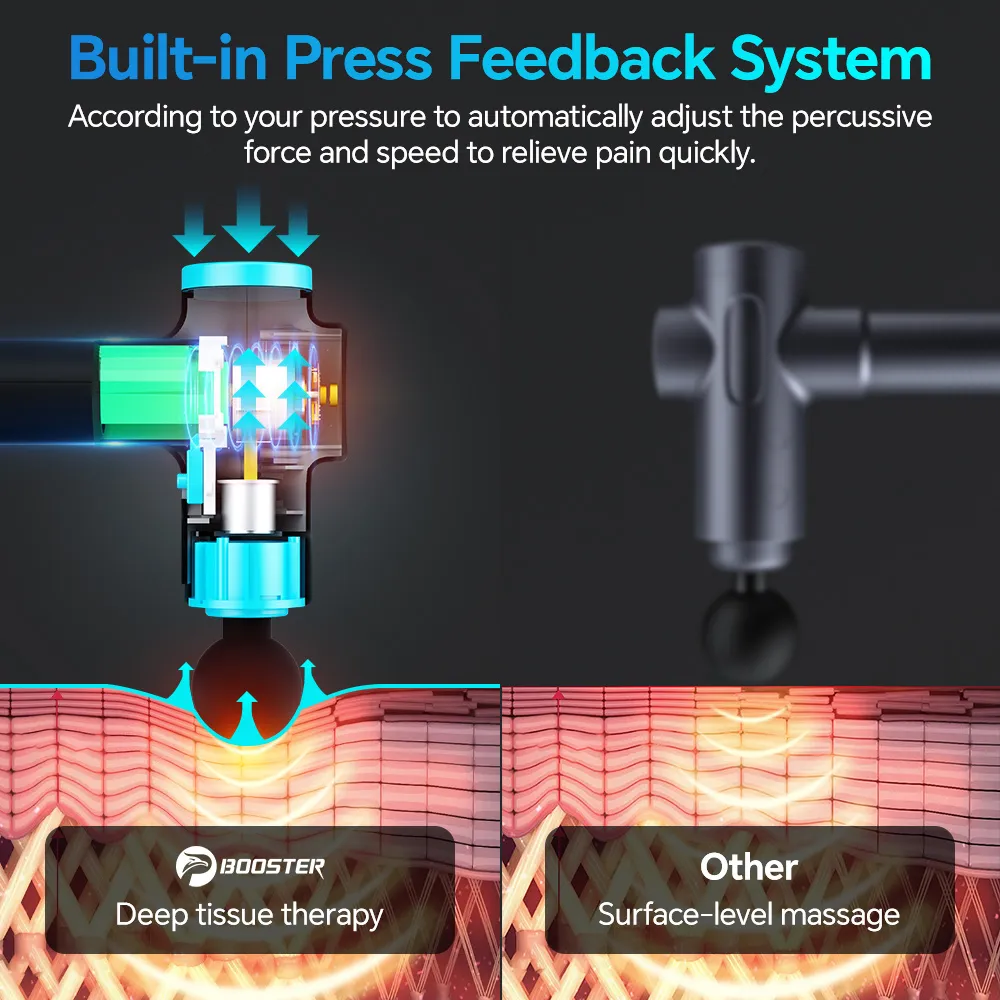 Built-in Press Feedback System
According to your pressure to automatically adjust the percussive
force and speed to relieve pain quickly.
BOOSTER
Deep tissue therapy
Other
Surface-level massage